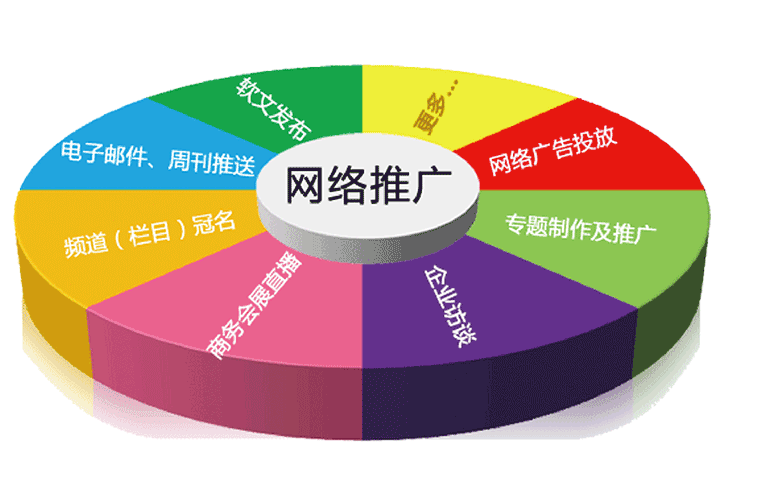 网络推广
更多...
网络广告投放
专题制作及推广
企业访谈
商务会展直播
频道（栏目）冠名
电子邮件、周刊推送
软文发布